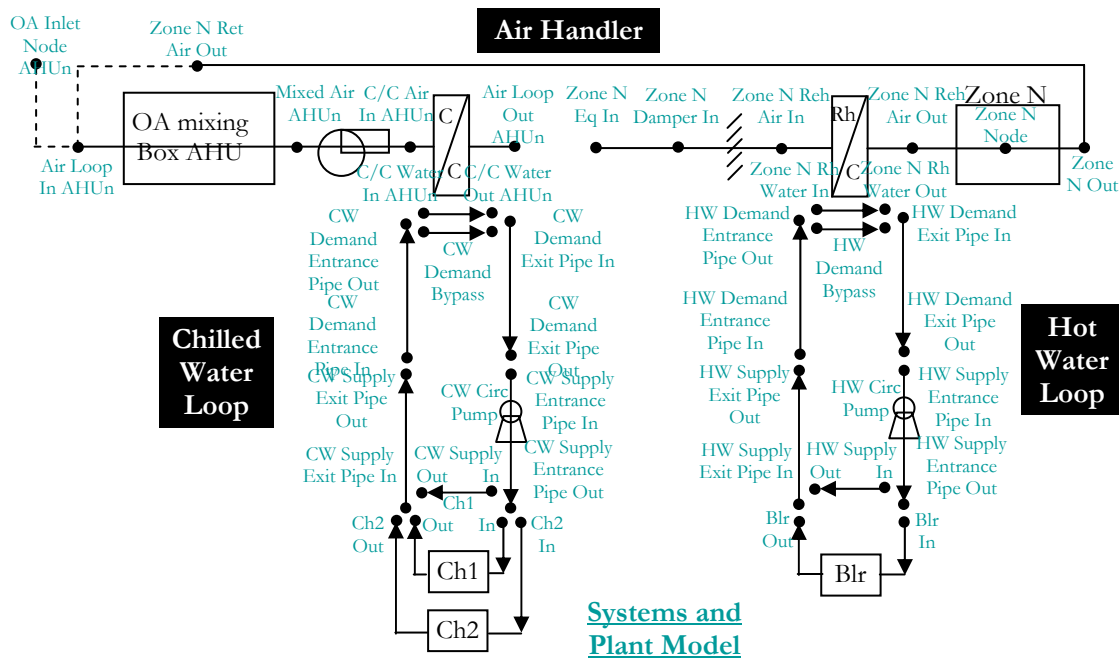 OA Inlet
Node
AHUn
Zone N Ret
Air Out
Air Handler
Mixed Air
AHUn
C/C Air
In AHUn
Air Loop
Out
AHUn
Zone N
Eq In
Zone N
Damper In
Zone N Reh
Air In
Zone N Reh
Air Out
Zone N
Zone N
Node
OA mixing
Box AHU
C
C
Rh
C
Air Loop
In AHUn
C/C Water
In AHUn
C/C Water
Out AHUn
Zone N Rh
Water In
Zone N Rh
Water Out
Zone
N Out
CW
Demand
Entrance
Pipe Out
CW
Demand
Bypass
CW
Demand
Exit Pipe In
HW Demand
Entrance
Pipe Out
HW
Demand
Bypass
HW Demand
Exit Pipe In
Chilled
Water
Loop
CW
Demand
Entrance
Pipe In
CW
Demand
Exit Pipe
Out
HW Demand
Entrance
Pipe In
HW Demand
Exit Pipe
Out
Hot
Water
Loop
CW Supply
Exit Pipe
Out
CW Circ
Pump
CW Supply
Entrance
Pipe In
HW Supply
Exit Pipe
Out
HW Circ
Pump
HW Supply
Entrance
Pipe In
CW Supply
Exit Pipe In
CW Supply
Out
In
CW Supply
Entrance
Pipe Out
HW Supply
Exit Pipe In
HW Supply
Out
In
HW Supply
Entrance
Pipe Out
Ch2
Out
Ch1
Out
In
Ch2
In
Blr
Out
Blr
In
Ch1
Ch2
Blr
Systems and
Plant Model